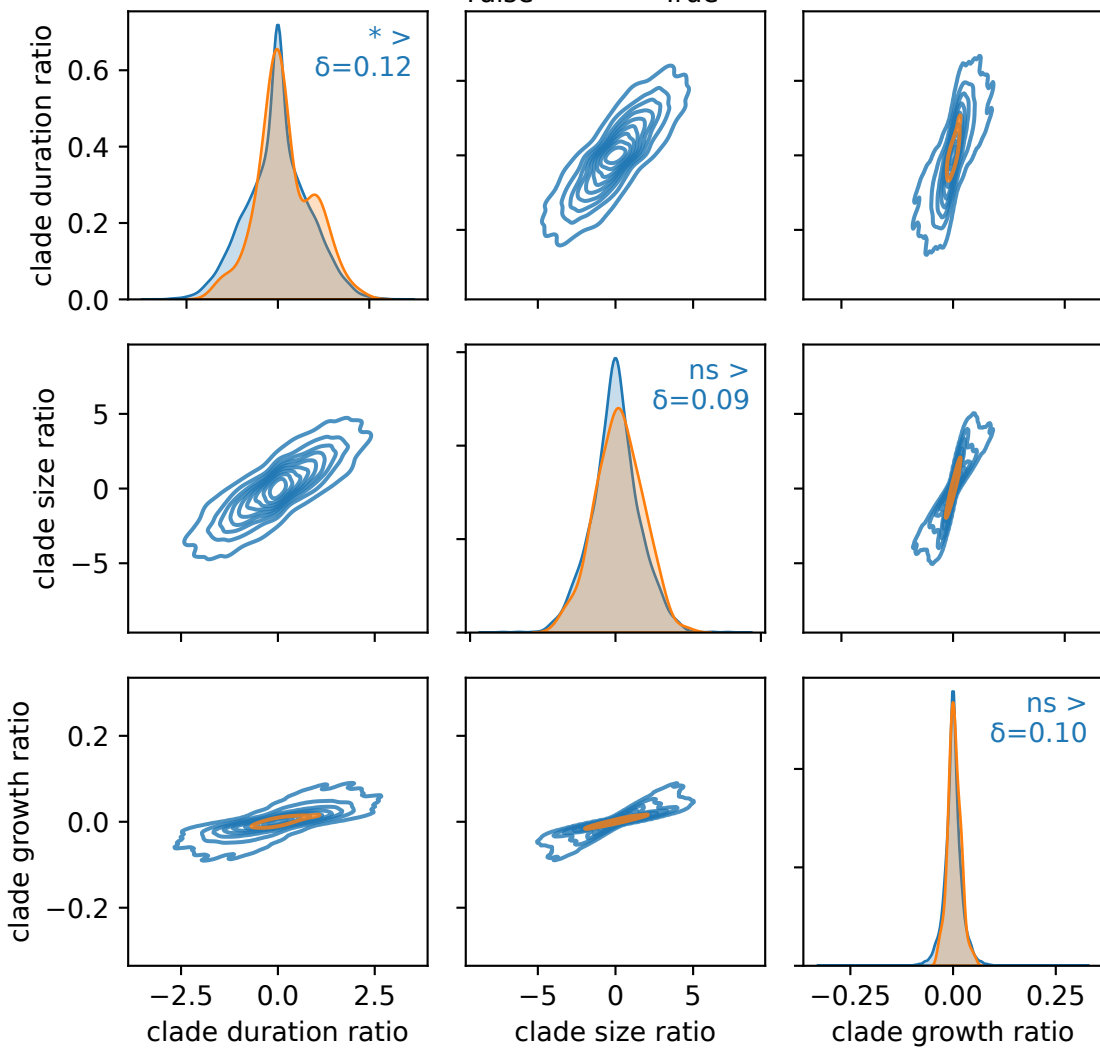 True
* >
δ=0.12
0.6
0.4
0.2
0.0
clade duration ratio
ns >
δ=0.09
5
0
−5
clade size ratio
ns >
δ=0.10
0.2
0.0
−0.2
clade growth ratio
−2.5 0.0 2.5
−5 0 5
−0.25 0.00 0.25
clade duration ratio
clade size ratio
clade growth ratio